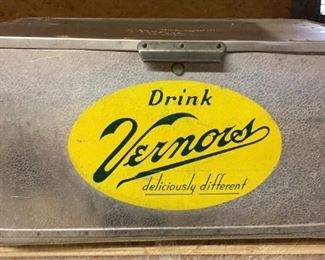 Drink
Vernors
deliciously different